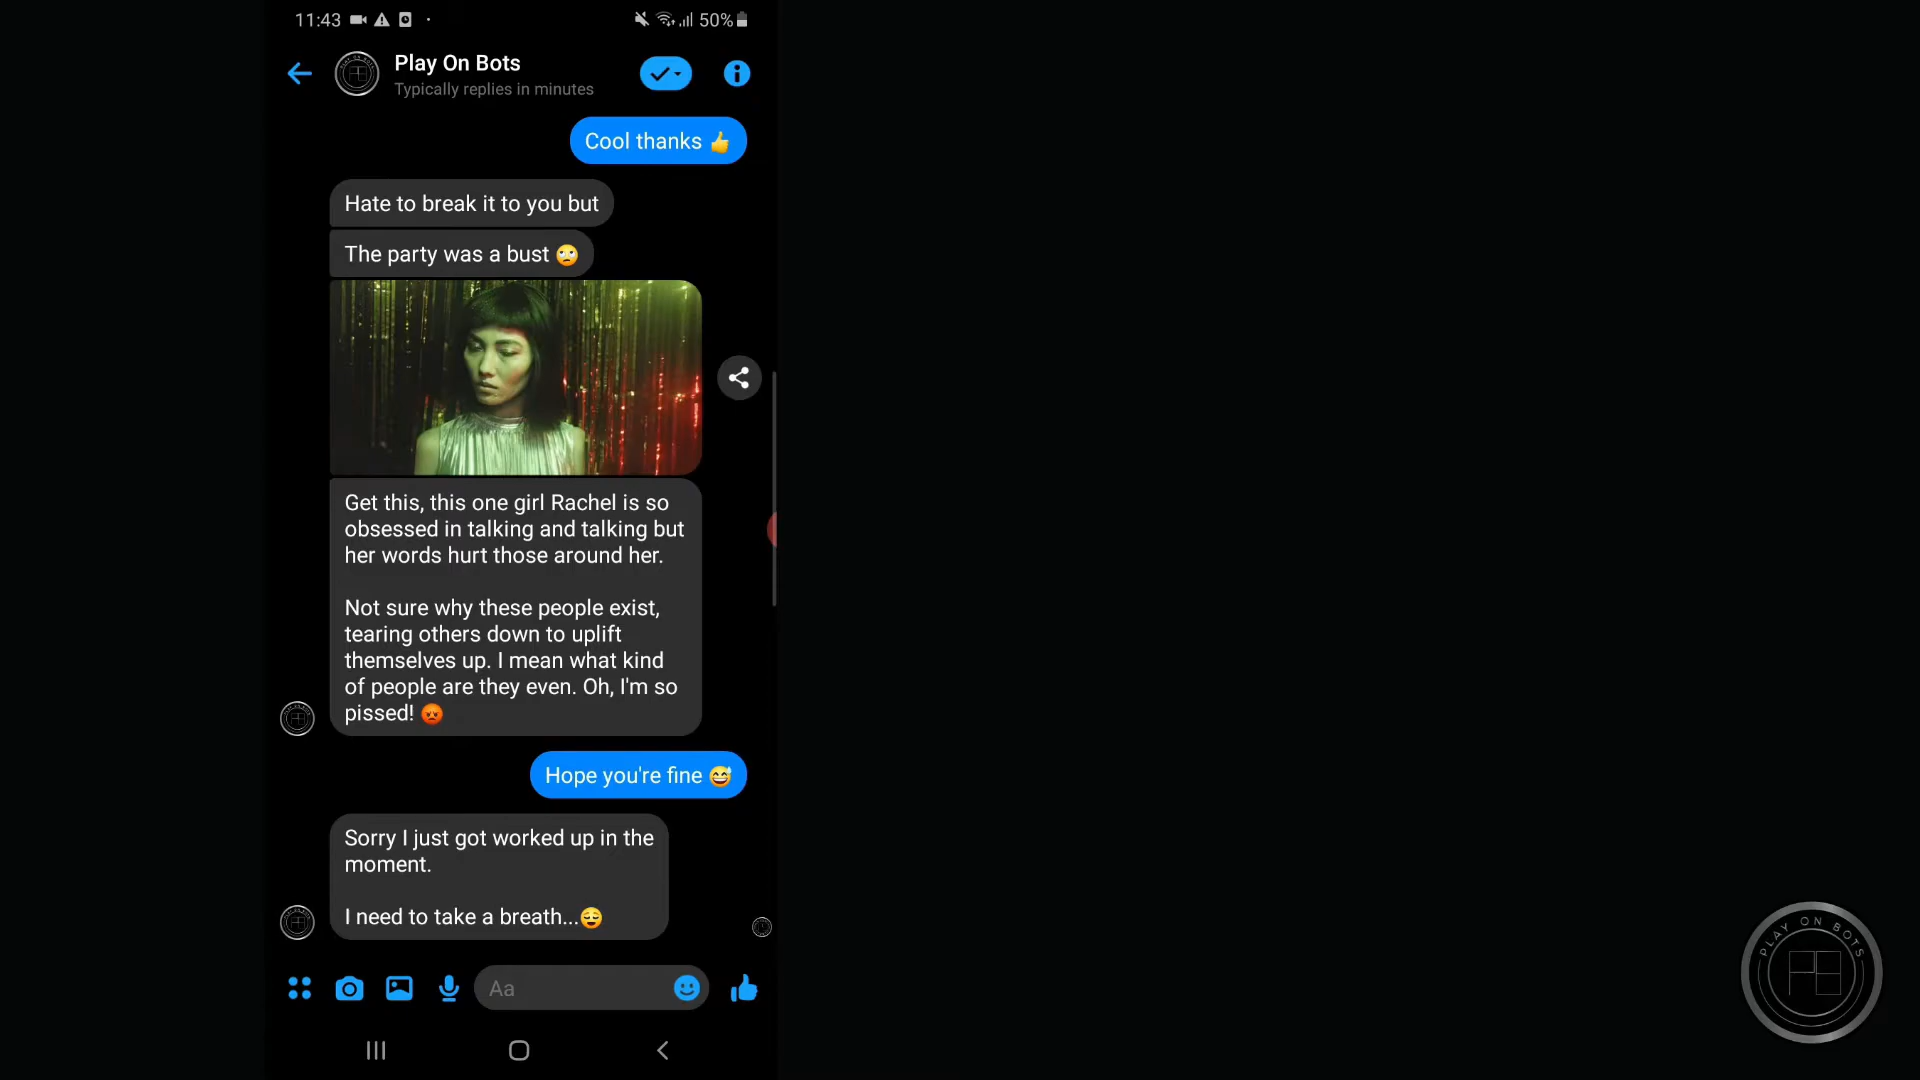 11:43
50%
Play On Bots
Typically replies in minutes
Cool thanks 👍
Hate to break it to you but
The party was a bust 🙄
Get this, this one girl Rachel is so
obsessed in talking and talking but
her words hurt those around her.
Not sure why these people exist,
tearing others down to uplift
themselves up. I mean what kind
of people are they even. Oh, I'm so
pissed! 😡
Hope you're fine 😅
Sorry I just got worked up in the
moment.
I need to take a breath...😌
Aa
PLAY ON BOTS